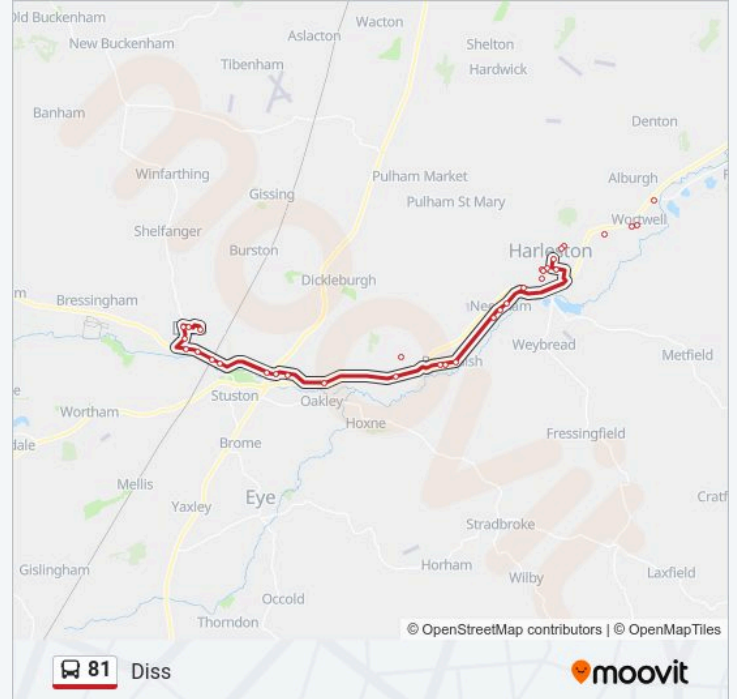 Old Buckenham
Wacton
Aslacton
New Buckenham
Shelton
Hardwick
Tibenham
Banham
Denton
Winfarthing
Pulham Market
Alburgh
Gissing
Pulham St Mary
Wortwell
Shelfanger
Burston
Harleston
Dickleburgh
Bressingham
Weybread
Metfield
Stuston
Oakley
Wortham
Hoxne
Brome
Fressingfield
Mellis
Eye
Yaxley
Stradbroke
Horham
Laxfield
Gislingham
Wilby
Occold
Thorndon
moovit
© OpenStreetMap contributors | © OpenMapTiles
81 Diss
moovit